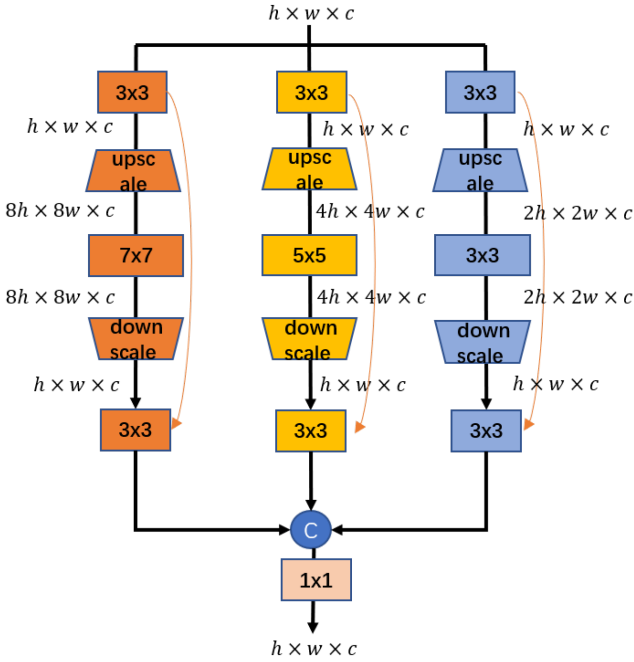 h × w × c
3x3
3x3
3x3
h × w × c
h × w × c
h × w × c
upsc
ale
upsc
ale
upsc
ale
8h × 8w × c
4h × 4w × c
2h × 2w × c
7x7
5x5
3x3
8h × 8w × c
4h × 4w × c
2h × 2w × c
down
scale
down
scale
down
scale
h × w × c
h × w × c
h × w × c
3x3
3x3
3x3
C
1x1
h × w × c